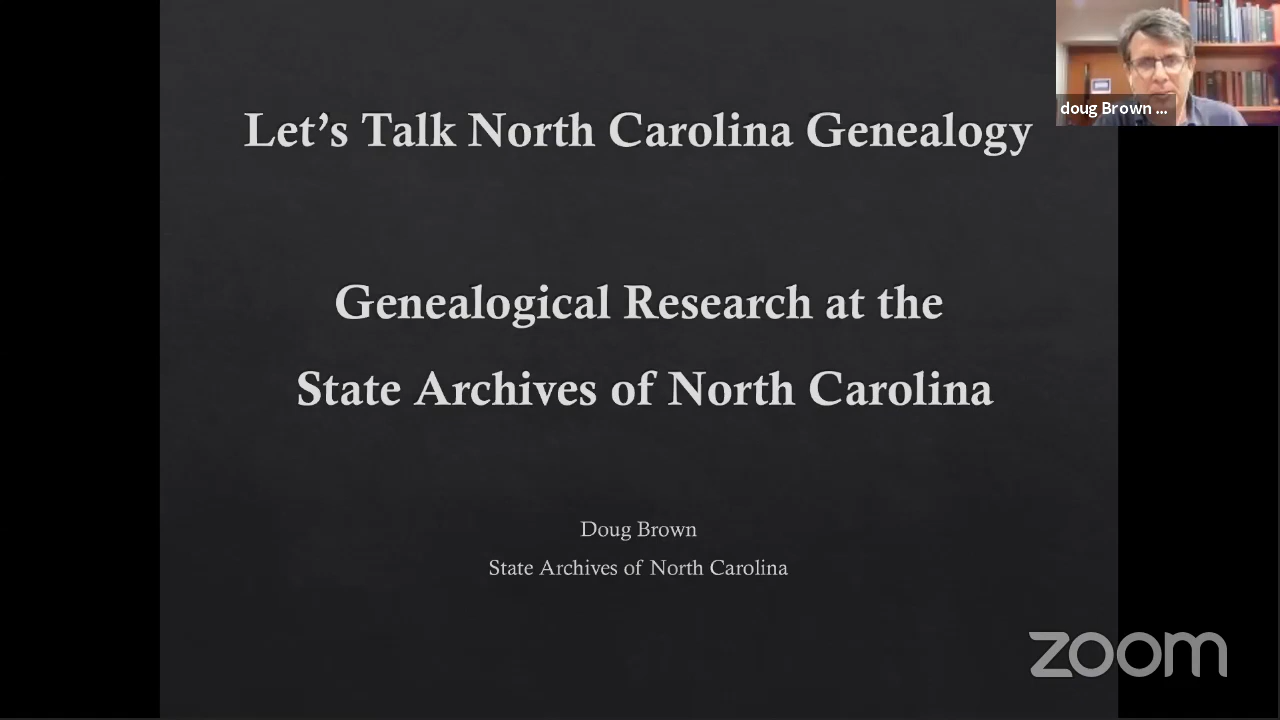 Let's Talk North Carolina Genealogy
doug Brown ...
Genealogical Research at the
State Archives of North Carolina
Doug Brown
State Archives of North Carolina
zoom